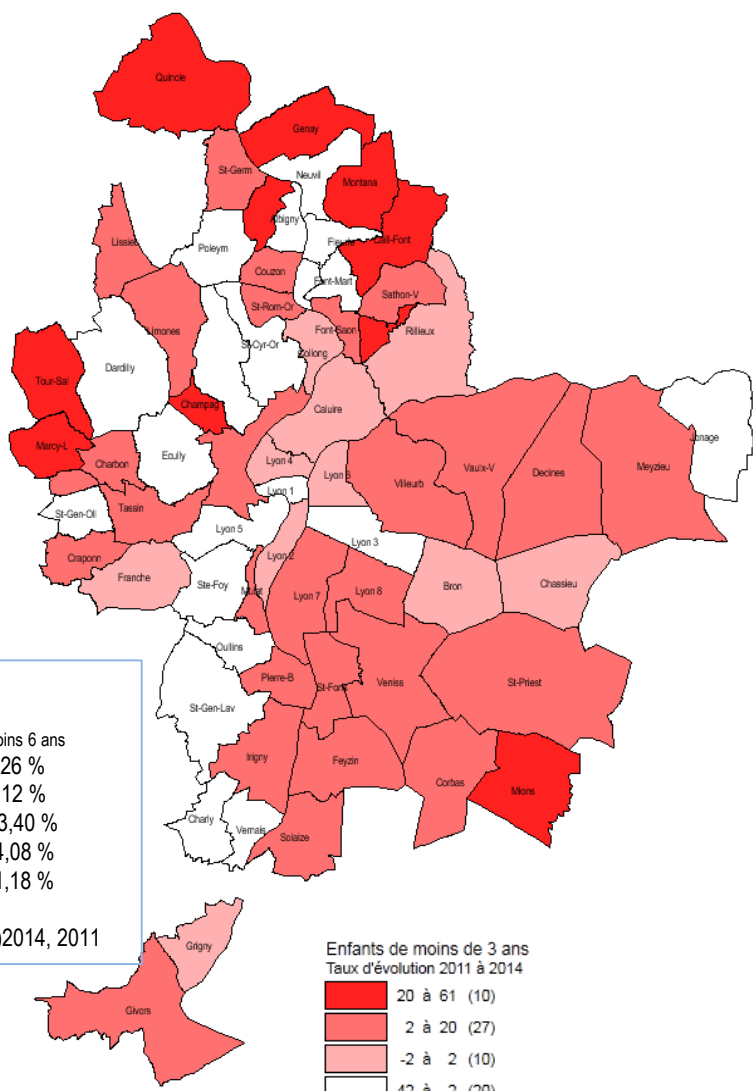 Quincie
Genay
St-Germ
Neuvil
Montana
Lissieu
Poleym
Fleurie
Caill-Font
Couzon
Font-Mart
Sathon-V
St-Rom-Or
Limones
St-Cyr-Or
Font-Saon
Rillieux
Dardilly
Tour-Sal
Champag
Caluire
Marcy-L
Charbon
Ecully
Lyon 4
Lyon 6
Villeurb
Vaulx-V
Decines
Meyzieu
Jonage
Lyon 1
St-Gen-Oll
Tassin
Lyon 5
Lyon 3
Craponn
Franche
Ste-Foy
Lyon 2
Lyon 7
Lyon 8
Bron
Chassieu
Oullins
Pierre-B
St-Fons
Veniss
St-Priest
St-Gen-Lav
Irigny
Feyzin
Corbas
Mions
Charly
Vernais
Solaize
oins 6 ans
26 %
12 %
3,40 %
4,08 %
1,18 %
2014, 2011
Grigny
Givors
Enfants de moins de 3 ans
Taux d'évolution 2011 à 2014
20 à 61 (10)
2 à 20 (27)
-2 à 2 (10)